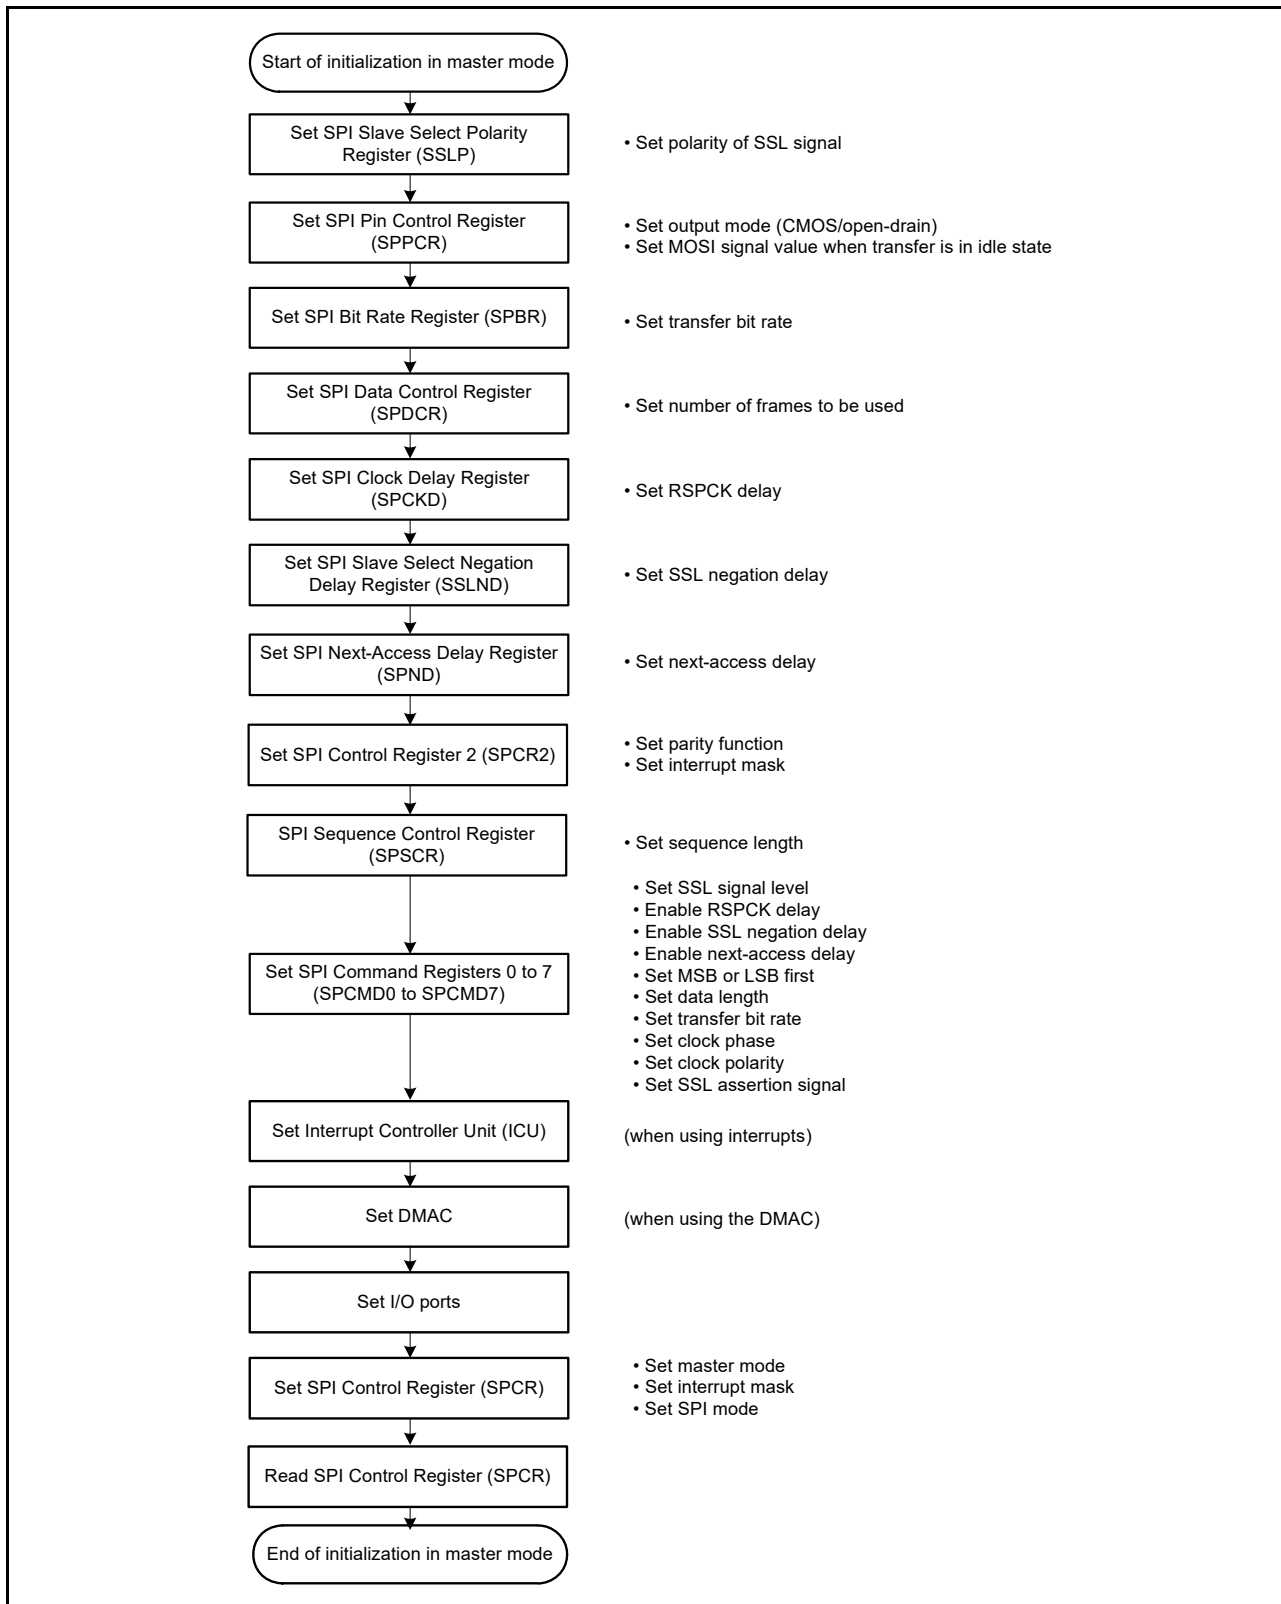 Start of initialization in master mode
Set SPI Slave Select Polarity
Register (SSLP)
• Set polarity of SSL signal
Set SPI Pin Control Register
(SPPCR)
• Set output mode (CMOS/open-drain)
• Set MOSI signal value when transfer is in idle state
Set SPI Bit Rate Register (SPBR)
• Set transfer bit rate
Set SPI Data Control Register
(SPDCR)
• Set number of frames to be used
Set SPI Clock Delay Register
(SPCKD)
• Set RSPCK delay
Set SPI Slave Select Negation
Delay Register (SSLND)
• Set SSL negation delay
Set SPI Next-Access Delay Register
(SPND)
• Set next-access delay
Set SPI Control Register 2 (SPCR2)
• Set parity function
• Set interrupt mask
SPI Sequence Control Register
(SPSCR)
• Set sequence length
Set SPI Command Registers 0 to 7
(SPCMD0 to SPCMD7)
• Set SSL signal level
• Enable RSPCK delay
• Enable SSL negation delay
• Enable next-access delay
• Set MSB or LSB first
• Set data length
• Set transfer bit rate
• Set clock phase
• Set clock polarity
• Set SSL assertion signal
Set Interrupt Controller Unit (ICU)
(when using interrupts)
Set DMAC
(when using the DMAC)
Set I/O ports
Set SPI Control Register (SPCR)
• Set master mode
• Set interrupt mask
• Set SPI mode
Read SPI Control Register (SPCR)
End of initialization in master mode